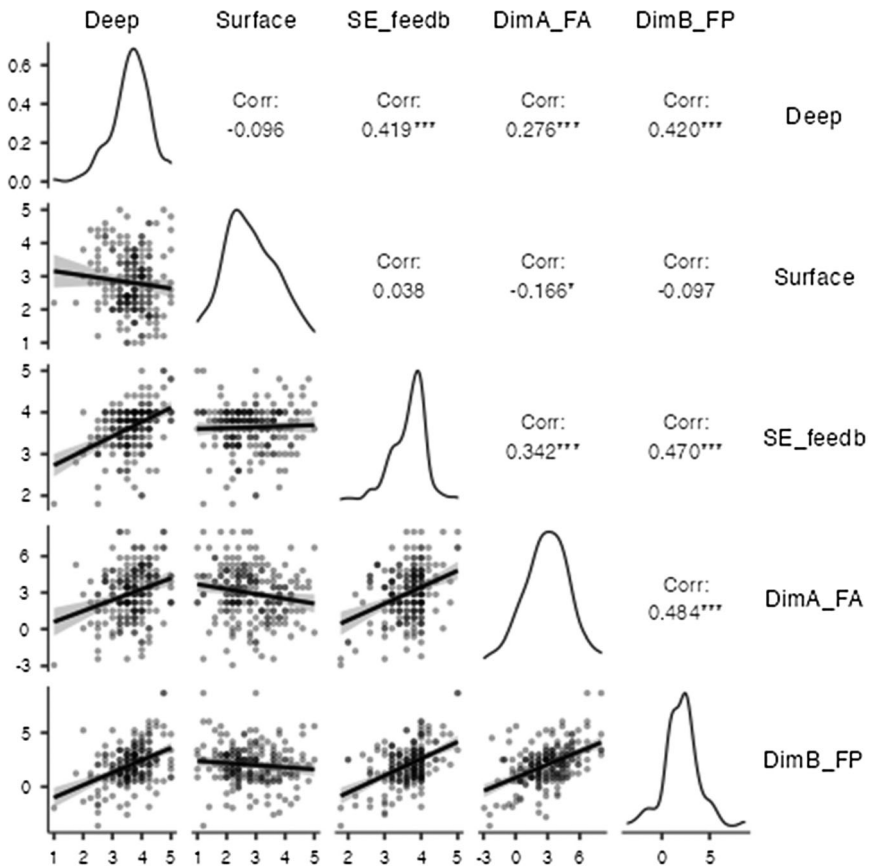 Deep Surface SE_feedb DimA_FA DimB_FP
0.6
0.4
0.2
0.0
Corr: Corr: Corr: Corr:
-0.096 0.419*** 0.276*** 0.420***
Deep
5
4
3
2
1
Corr: Corr: Corr:
0.038 -0.166* -0.097
Surface
5
4
3
2
Corr: Corr:
0.342*** 0.470***
SE_feedb
6
3
0
-3
Corr:
0.484***
DimA_FA
5
0
DimB_FP
1 2 3 4 5 1 2 3 4 5 2 3 4 5 -3 0 3 6 0 5